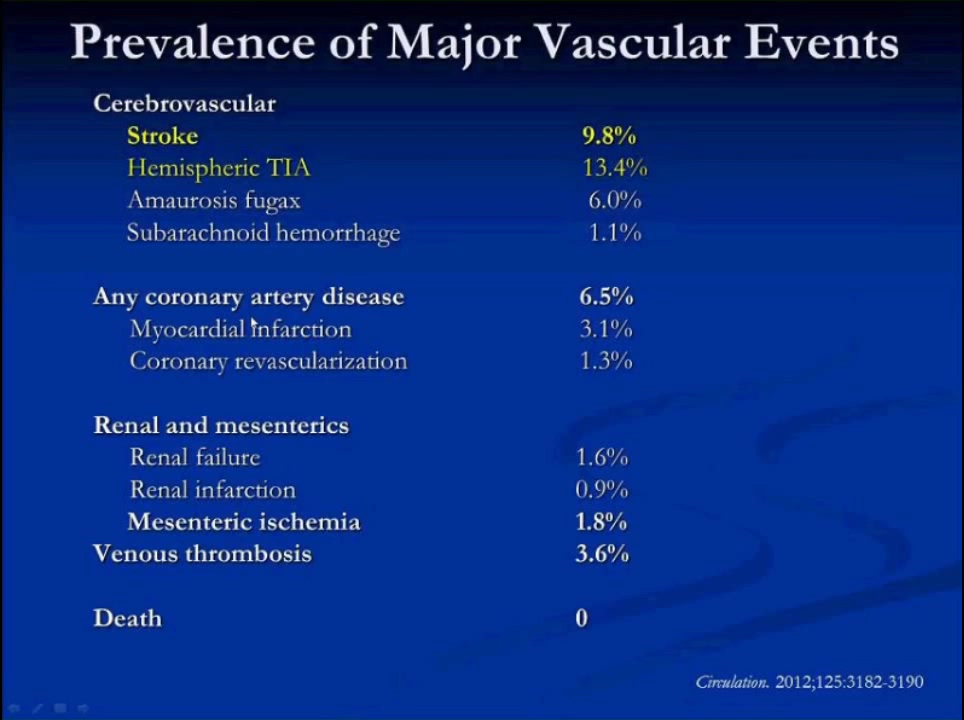 Prevalence of Major Vascular Events
Cerebrovascular
Stroke 9.8%
Hemispheric TIA 13.4%
Amaurosis fugax 6.0%
Subarachnoid hemorrhage 1.1%
Any coronary artery disease 6.5%
Myocardial infarction 3.1%
Coronary revascularization 1.3%
Renal and mesenterics
Renal failure 1.6%
Renal infarction 0.9%
Mesenteric ischemia 1.8%
Venous thrombosis 3.6%
Death 0
Circulation. 2012;125:3182-3190